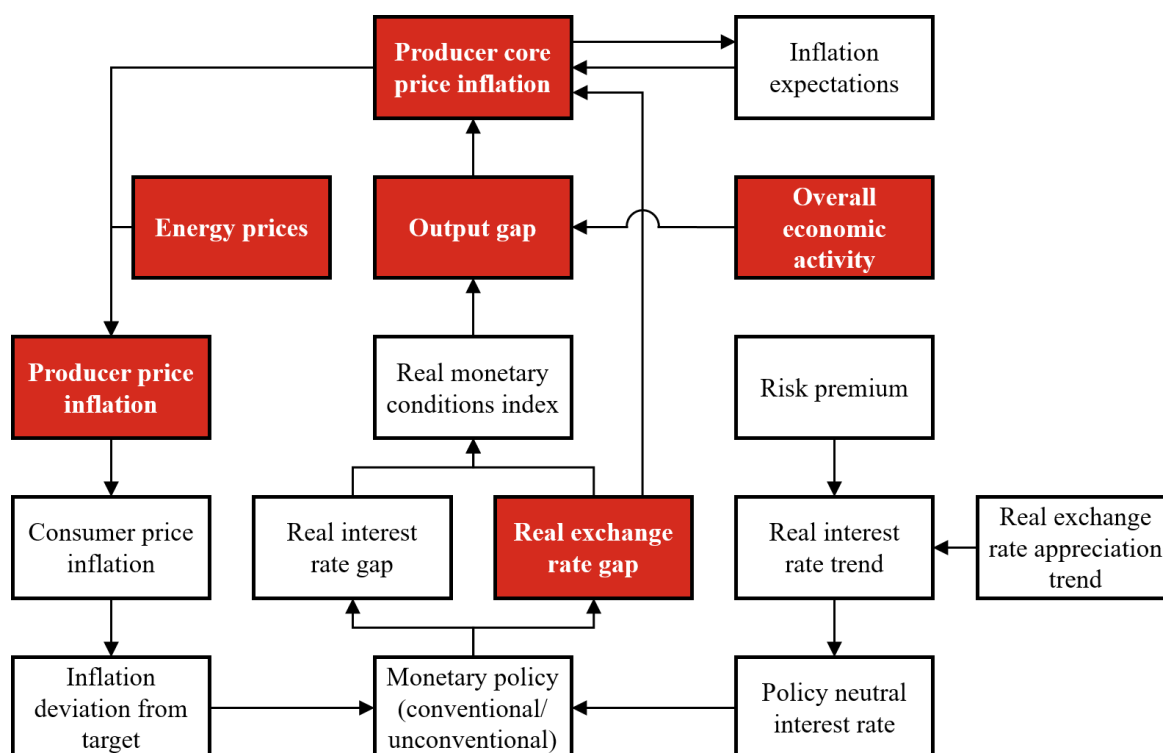 Producer core
price inflation
Inflation
expectations
Energy prices
Output gap
Overall
economic
activity
Producer price
inflation
Real monetary
conditions index
Risk premium
Consumer price
inflation
Real interest
rate gap
Real exchange
rate gap
Real interest
rate trend
Real exchange
rate appreciation
trend
Inflation
deviation from
target
Monetary policy
(conventional/
unconventional)
Policy neutral
interest rate